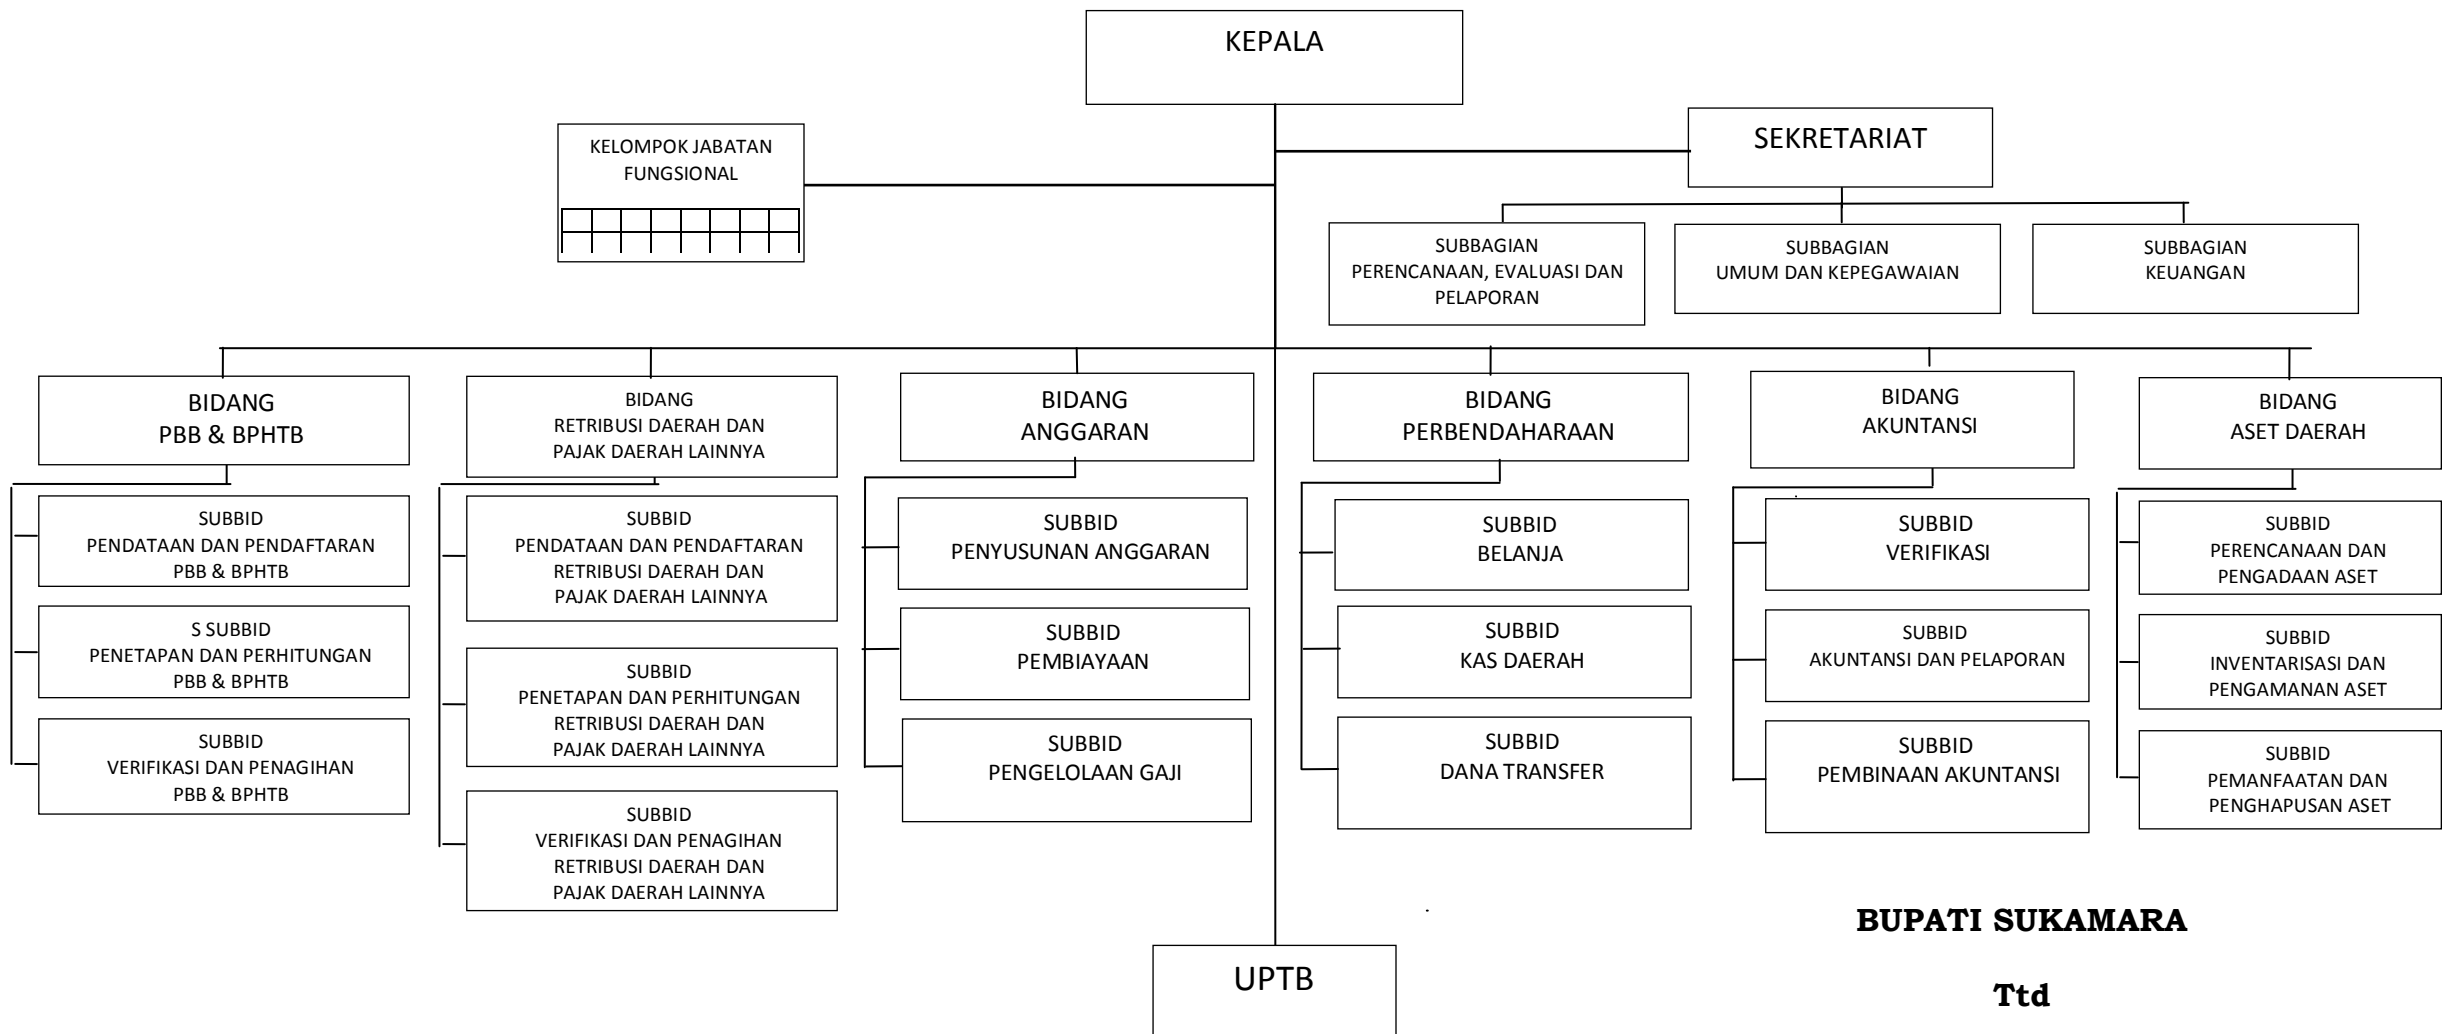 KEPALA
KELOMPOK JABATAN
FUNGSIONAL
SEKRETARIAT
SUBBAGIAN
PERENCANAAN, EVALUASI DAN
PELAPORAN
SUBBAGIAN
UMUM DAN KEPEGAWAIAN
SUBBAGIAN
KEUANGAN
BIDANG
PBB & BPHTB
BIDANG
RETRIBUSI DAERAH DAN
PAJAK DAERAH LAINNYA
BIDANG
ANGGARAN
BIDANG
PERBENDAHARAAN
BIDANG
AKUNTANSI
BIDANG
ASET DAERAH
SUBBID
PENDATAAN DAN PENDAFTARAN
PBB & BPHTB
S SUBBID
PENETAPAN DAN PERHITUNGAN
PBB & BPHTB
SUBBID
VERIFIKASI DAN PENAGIHAN
PBB & BPHTB
SUBBID
PENDATAAN DAN PENDAFTARAN
RETRIBUSI DAERAH DAN
PAJAK DAERAH LAINNYA
SUBBID
PENETAPAN DAN PERHITUNGAN
RETRIBUSI DAERAH DAN
PAJAK DAERAH LAINNYA
SUBBID
VERIFIKASI DAN PENAGIHAN
RETRIBUSI DAERAH DAN
PAJAK DAERAH LAINNYA
SUBBID
PENYUSUNAN ANGGARAN
SUBBID
PEMBIAYAAN
SUBBID
PENGELOLAAN GAJI
SUBBID
BELANJA
SUBBID
KAS DAERAH
SUBBID
DANA TRANSFER
SUBBID
VERIFIKASI
SUBBID
AKUNTANSI DAN PELAPORAN
SUBBID
PEMBINAAN AKUNTANSI
SUBBID
PERENCANAAN DAN
PENGADAAN ASET
SUBBID
INVENTARISASI DAN
PENGAMANAN ASET
SUBBID
PEMANFAATAN DAN
PENGHAPUSAN ASET
UPTB
BUPATI SUKAMARA
Ttd